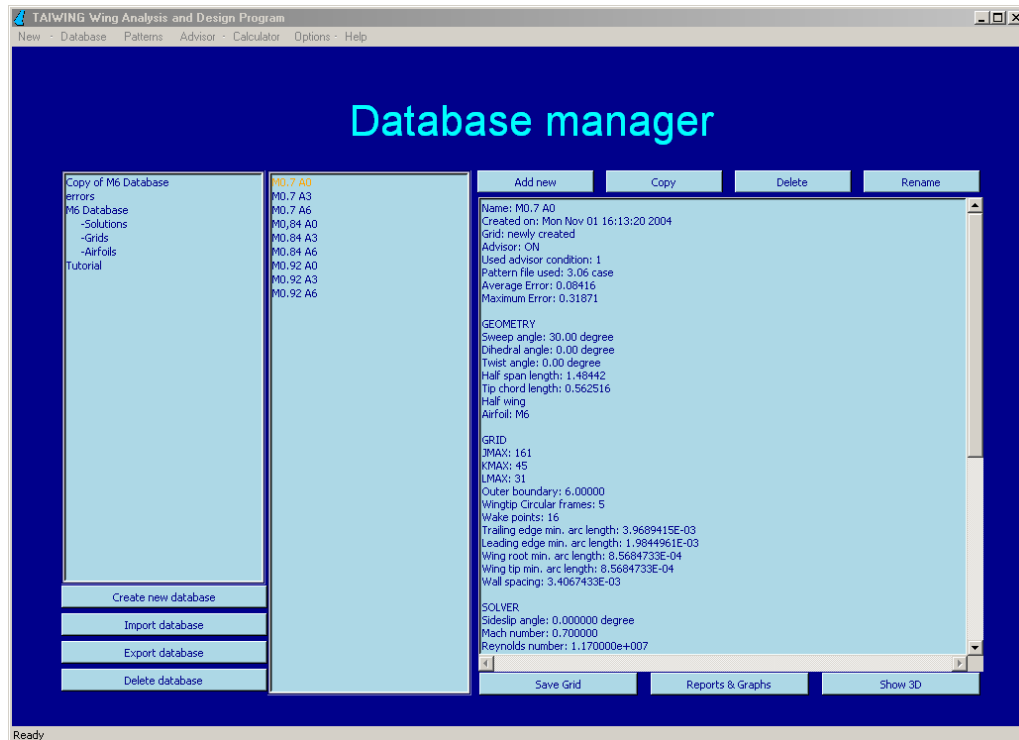 TAIWING Wing Analysis and Design Program
New - Database Patterns Advisor - Calculator Options - Help
Database manager
Copy of M6 Database
errors
M6 Database
-Solutions
-Grids
-Airfoils
Tutorial
Create new database
Import database
Export database
Delete database
M0.7 A0
M0.7 A3
M0.7 A6
M0,84 A0
M0.84 A3
M0.84 A6
M0.92 A0
M0.92 A3
M0.92 A6
Add new Copy Delete Rename
Name: M0.7 A0
Created on: Mon Nov 01 16:13:20 2004
Grid: newly created
Advisor: ON
Used advisor condition: 1
Pattern file used: 3.06 case
Average Error: 0.08416
Maximum Error: 0.31871
GEOMETRY
Sweep angle: 30.00 degree
Dihedral angle: 0.00 degree
Twist angle: 0.00 degree
Half span length: 1.48442
Tip chord length: 0.562516
Half wing
Airfoil: M6
GRID
JMAX: 161
KMAX: 45
LMAX: 31
Outer boundary: 6.00000
Wingtip Circular frames: 5
Wake points: 16
Trailing edge min. arc length: 3.9689415E-03
Leading edge min. arc length: 1.9844961E-03
Wing root min. arc length: 8.5684733E-04
Wing tip min. arc length: 8.5684733E-04
Wall spacing: 3.4067433E-03
SOLVER
Sideslip angle: 0.000000 degree
Mach number: 0.700000
Reynolds number: 1.170000e+007
Save Grid Reports & Graphs Show 3D
Ready